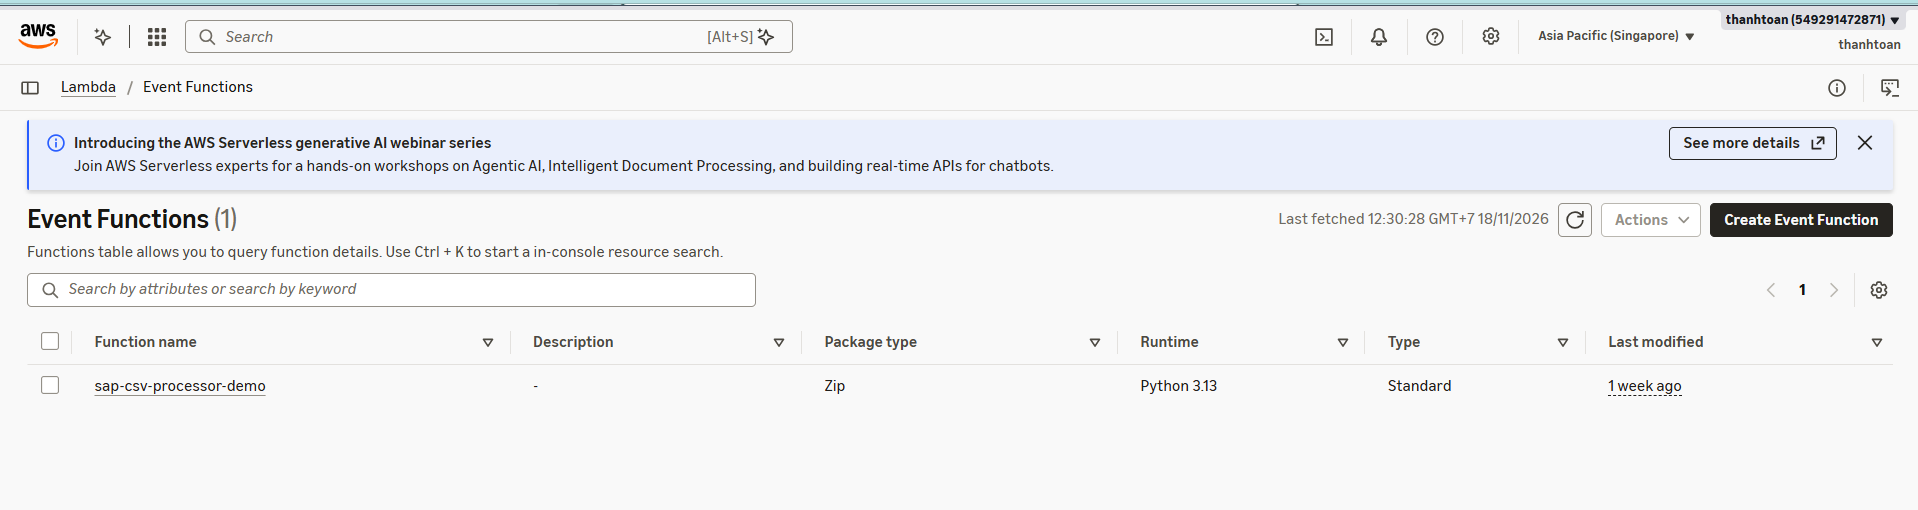 aws
Search
[Alt+S]
Asia Pacific (Singapore)
thanhtoan (549291472871)
thanhtoan
Lambda / Event Functions
Introducing the AWS Serverless generative AI webinar series
Join AWS Serverless experts for a hands-on workshops on Agentic AI, Intelligent Document Processing, and building real-time APIs for chatbots.
See more details
Event Functions (1)
Last fetched 12:30:28 GMT+7 18/11/2026
Actions
Create Event Function
Functions table allows you to query function details. Use Ctrl + K to start a in-console resource search.
Search by attributes or search by keyword
1
Function name Description Package type Runtime Type Last modified
sap-csv-processor-demo - Zip Python 3.13 Standard 1 week ago